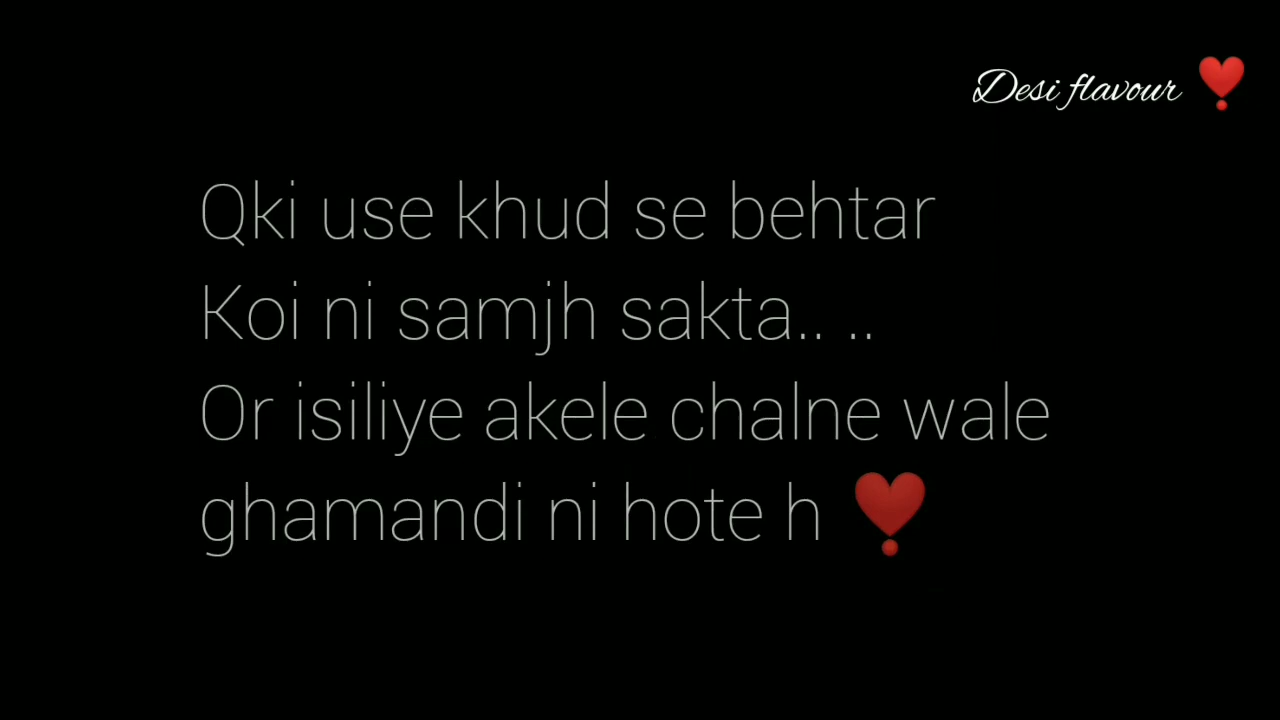 Desi flavour ❣️
Qki use khud se behtar
Koi ni samjh sakta.. ..
Or isiliye akele chalne wale
ghamandi ni hote h ❣️